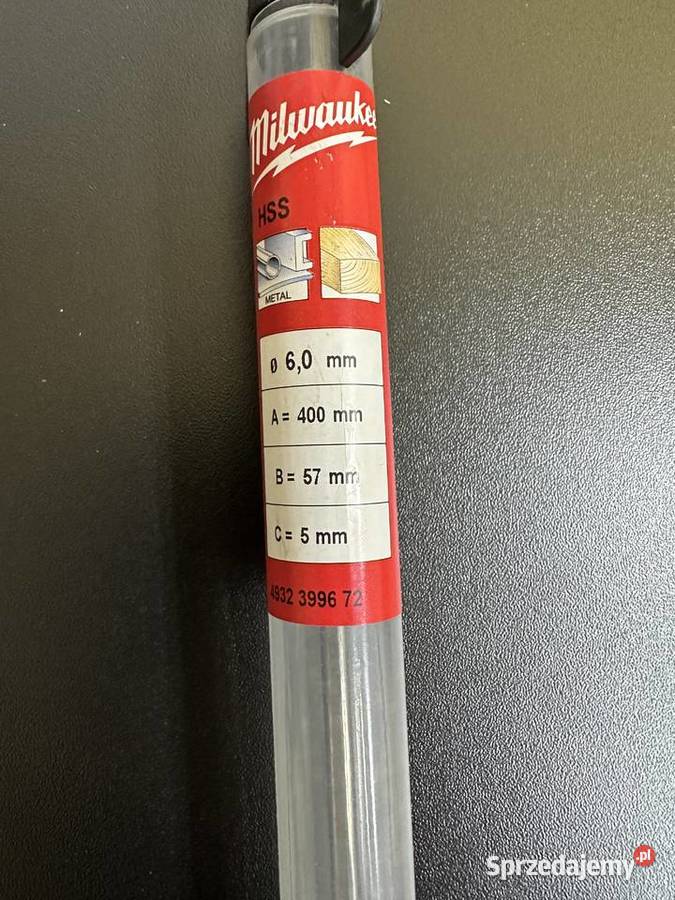 Milwaukee
HSS
METAL
ø 6,0 mm
A = 400 mm
B = 57 mm
C = 5 mm
4932 3996 72
Sprzedajemy.pl